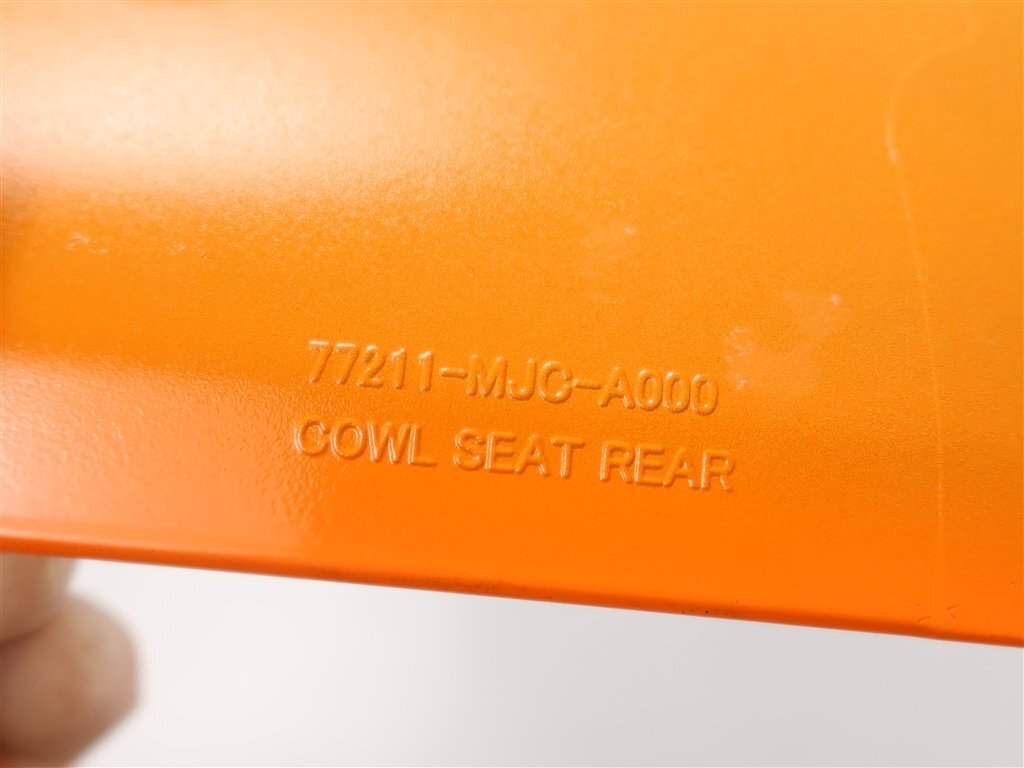 77211-MJC-A000
COWL SEAT REAR